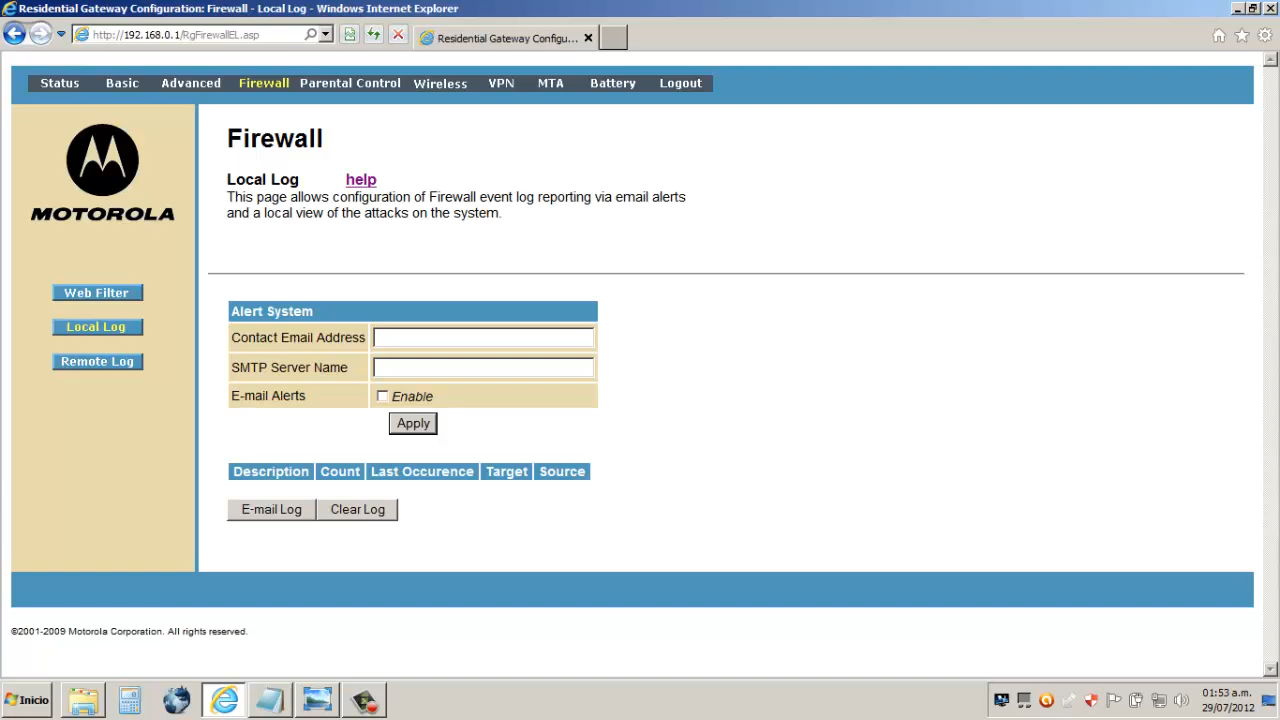 Residential Gateway Configuration: Firewall - Local Log - Windows Internet Explorer
http://192.168.0.1/RgFirewallEL.asp
Residential Gateway Configu...
Status Basic Advanced Firewall Parental Control Wireless VPN MTA Battery Logout
MOTOROLA
Web Filter
Local Log
Remote Log
Firewall
Local Log help
This page allows configuration of Firewall event log reporting via email alerts
and a local view of the attacks on the system.
Alert System
Contact Email Address
SMTP Server Name
E-mail Alerts Enable
Apply
Description Count Last Occurence Target Source
E-mail Log Clear Log
©2001-2009 Motorola Corporation. All rights reserved.
Inicio
01:53 a.m.
29/07/2012